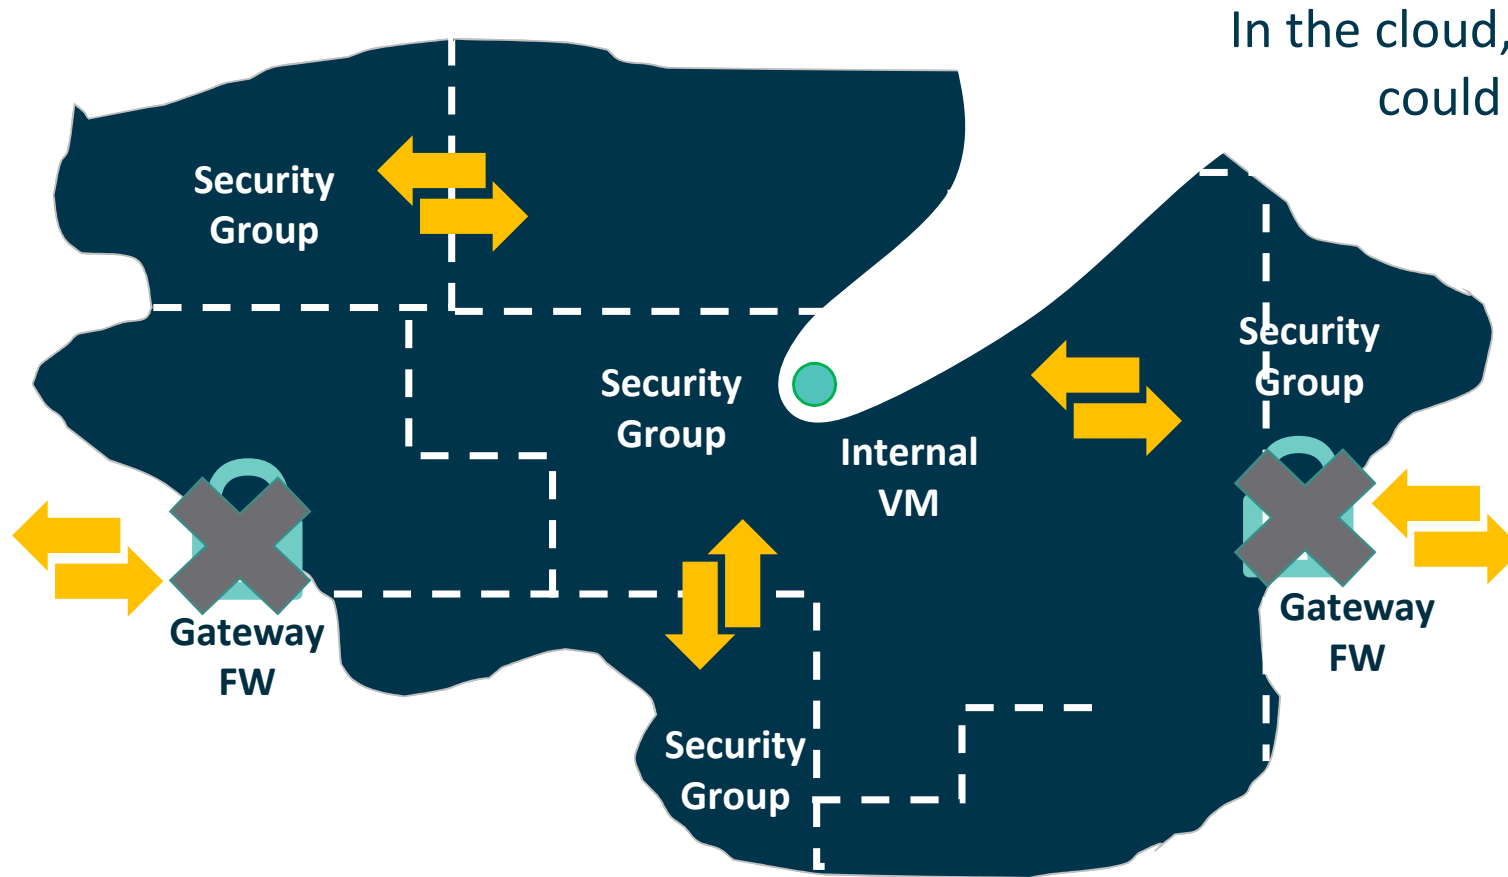 In the cloud,
could
Security
Group
Security
Group
Security
Group
Internal
VM
Gateway
FW
Gateway
FW
Security
Group